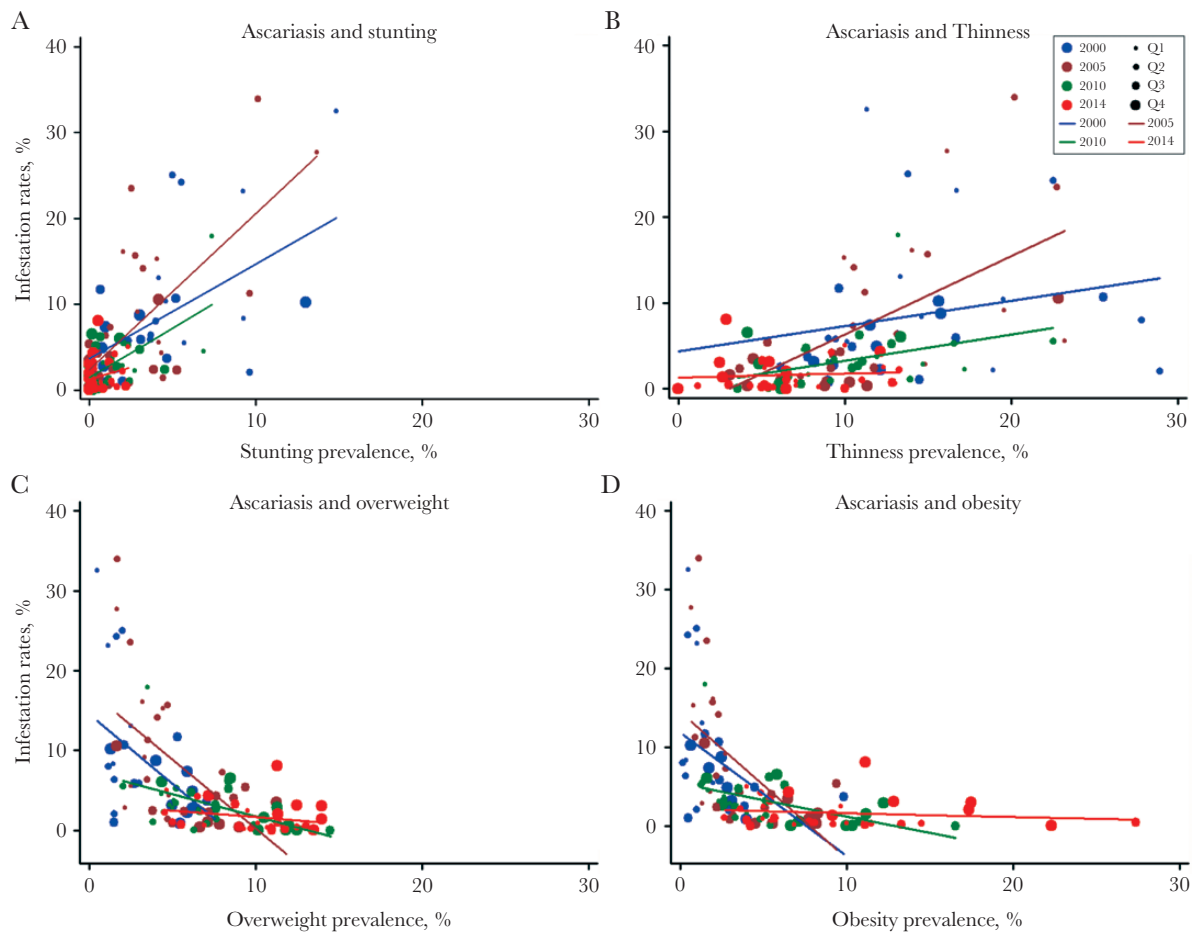 A
Ascariasis and stunting
40
30
20
10
0
Infestation rates, %
0 10 20 30
Stunting prevalence, %
B
Ascariasis and Thinness
2000 Q1
2005 Q2
2010 Q3
2014 Q4
2000 2005
2010 2014
40
30
20
10
0
0 10 20 30
Thinness prevalence, %
C
Ascariasis and overweight
40
30
20
10
0
Infestation rates, %
0 10 20 30
Overweight prevalence, %
D
Ascariasis and obesity
40
30
20
10
0
0 10 20 30
Obesity prevalence, %